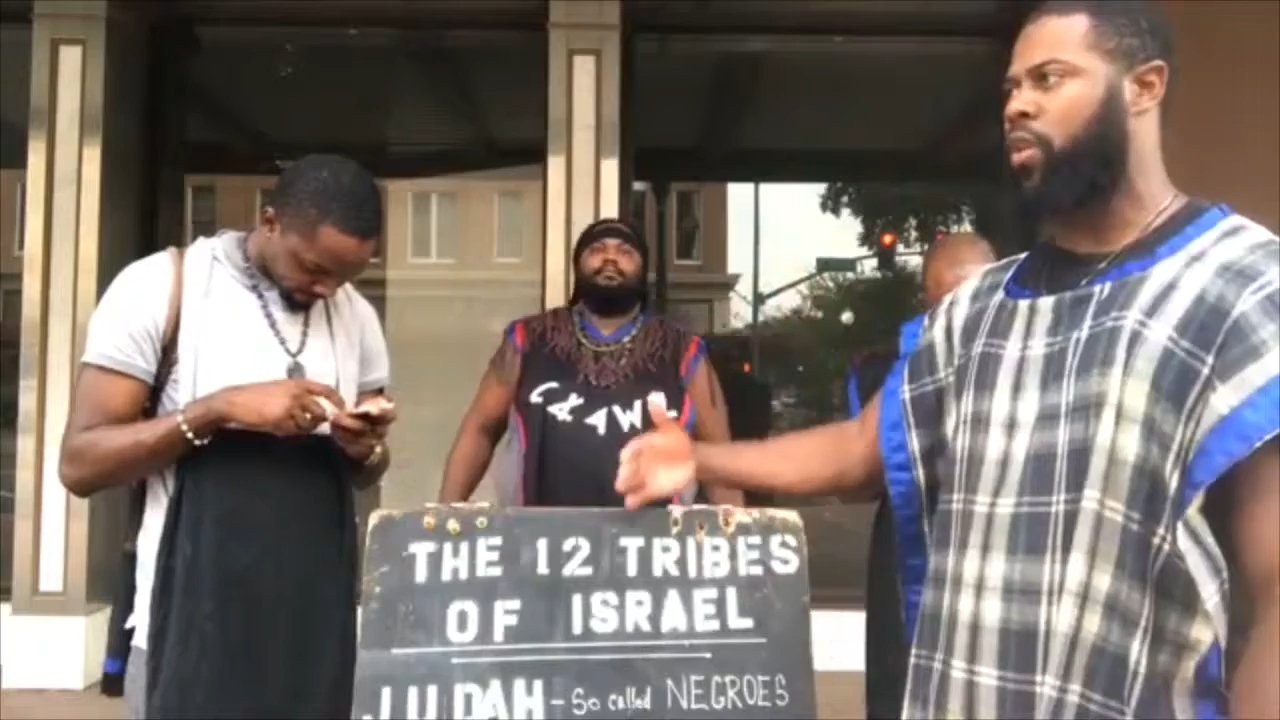 THE 12 TRIBES
OF ISRAEL
JUDAH - So called NEGROES